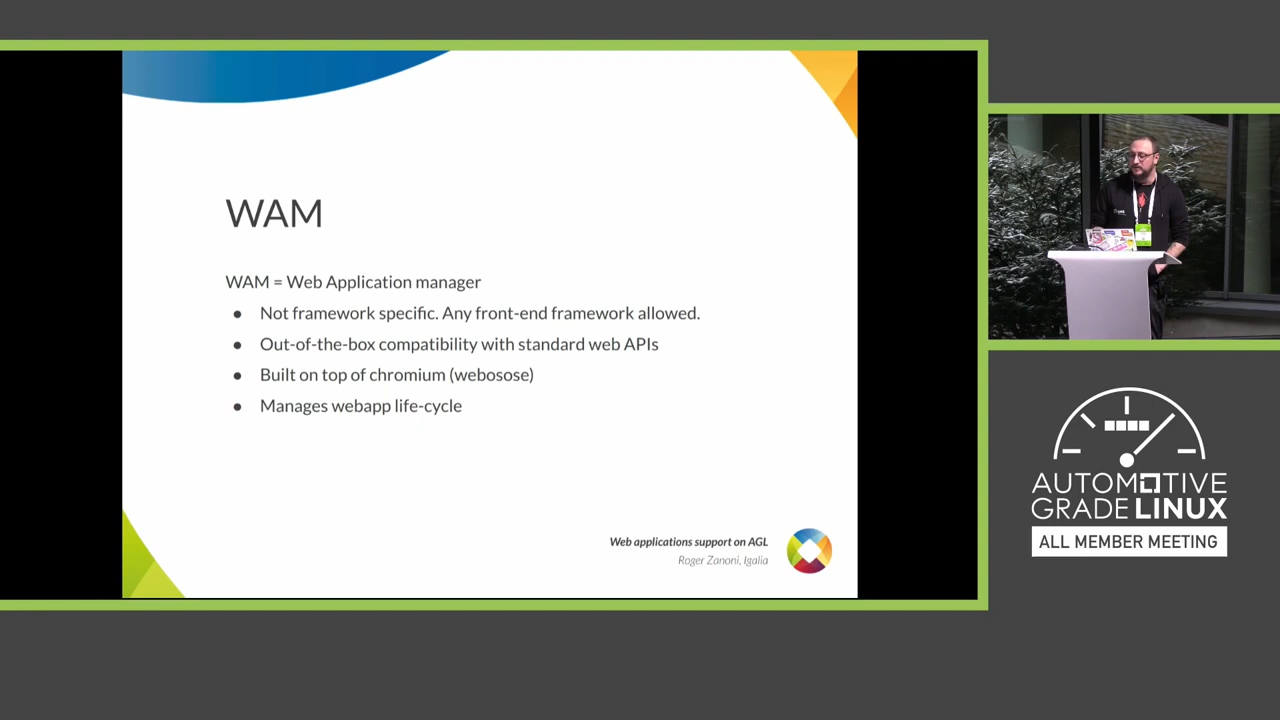 WAM
WAM = Web Application manager
● Not framework specific. Any front-end framework allowed.
● Out-of-the-box compatibility with standard web APIs
● Built on top of chromium (webosose)
● Manages webapp life-cycle
Web applications support on AGL
Roger Zanoni, Igalia
AUTOMOTIVE
GRADE LINUX
ALL MEMBER MEETING